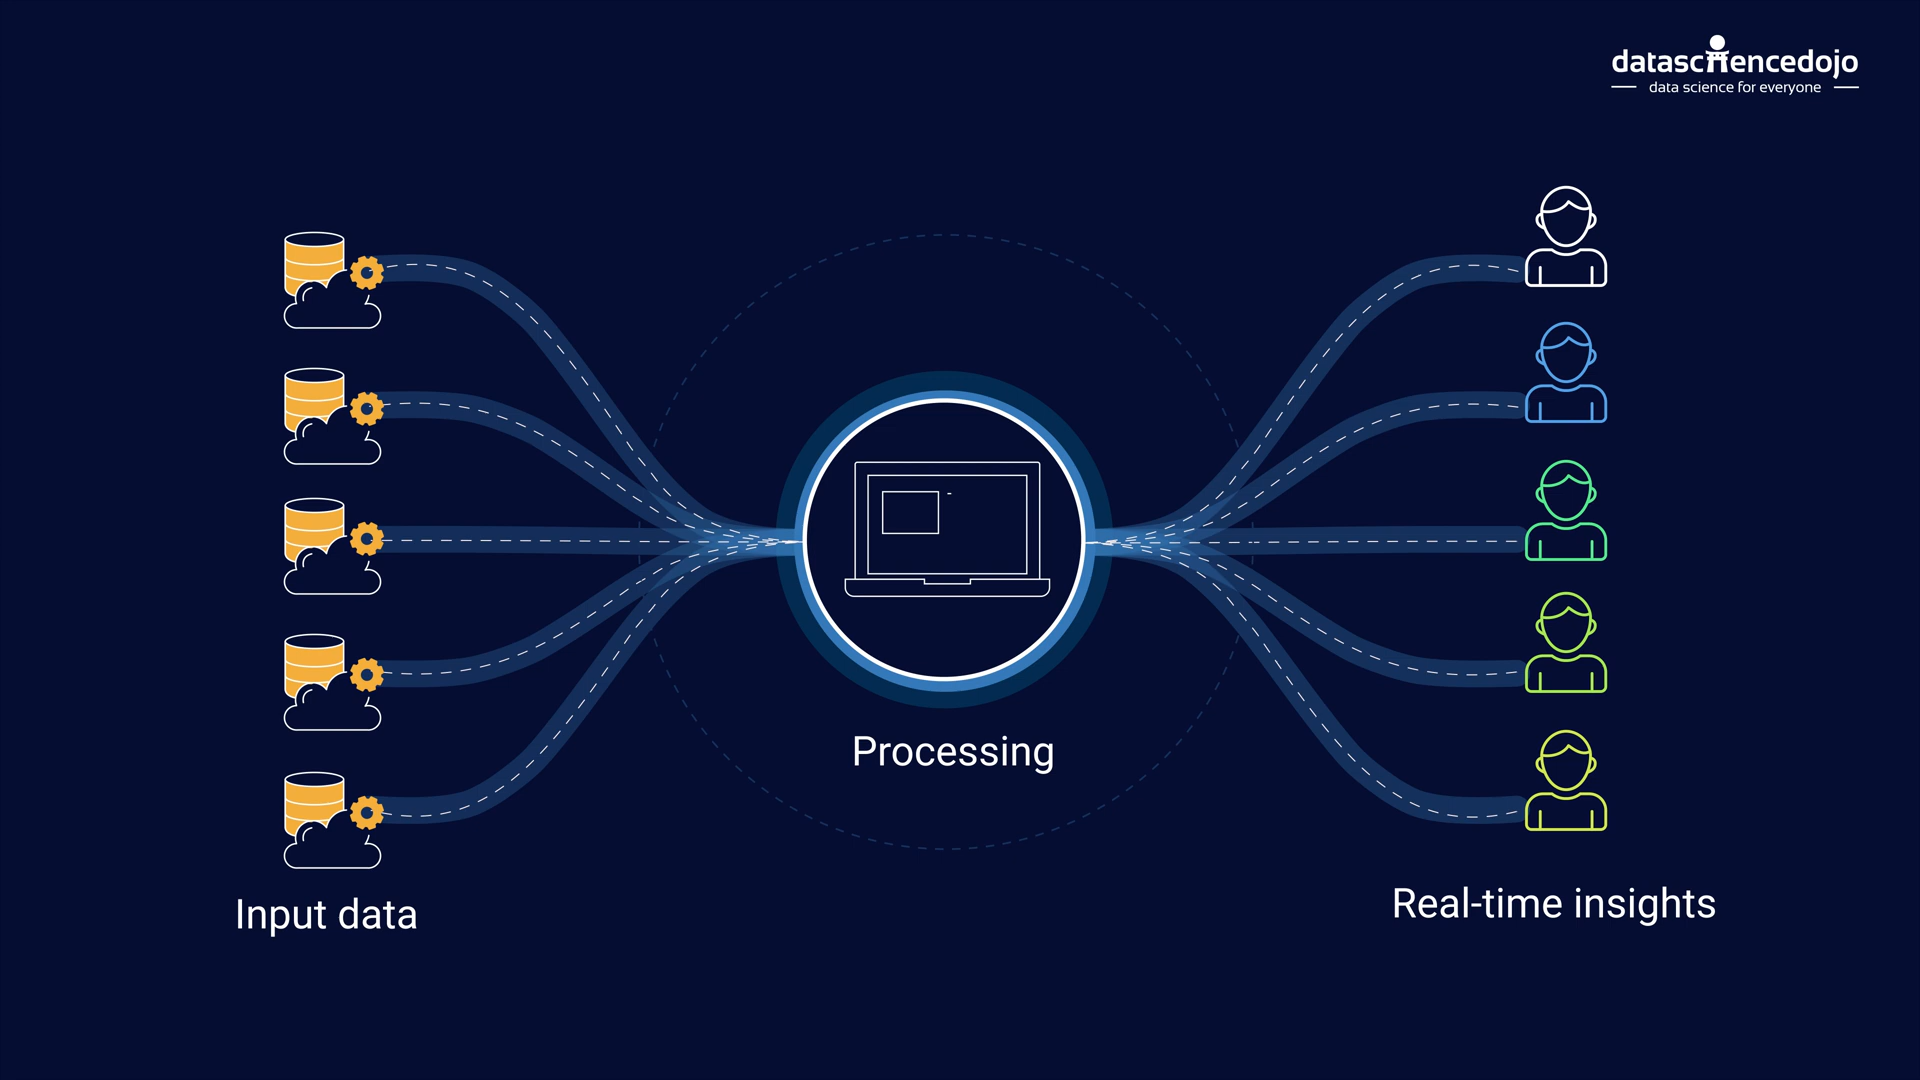 datasciencedojo
data science for everyone
Processing
Input data
Real-time insights